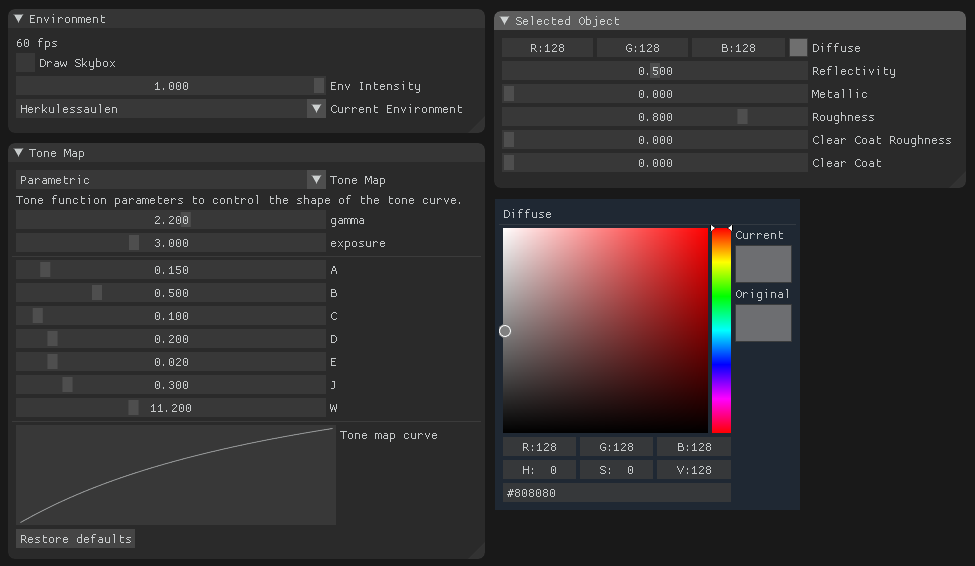 Environment
60 fps
Draw Skybox
1.000 Env Intensity
Herkulessaulen Current Environment
Tone Map
Parametric Tone Map
Tone function parameters to control the shape of the tone curve.
2.200 gamma
3.000 exposure
0.150 A
0.500 B
0.100 C
0.200 D
0.020 E
0.300 J
11.200 W
Tone map curve
Restore defaults
Selected Object
R:128 G:128 B:128 Diffuse
0.500 Reflectivity
0.000 Metallic
0.800 Roughness
0.000 Clear Coat Roughness
0.000 Clear Coat
Diffuse
Current
Original
R:128 G:128 B:128
H: 0 S: 0 V:128
#808080